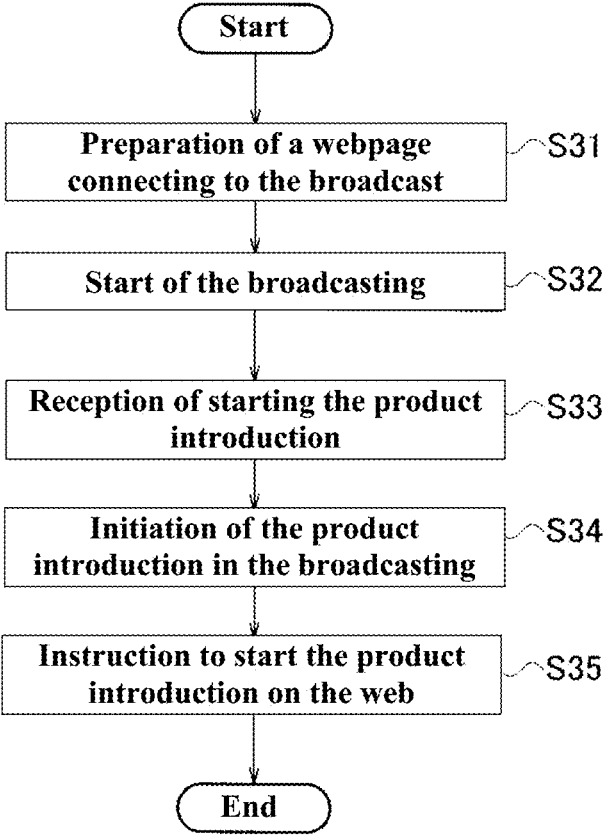 Start
Preparation of a webpage
connecting to the broadcast
S31
Start of the broadcasting
S32
Reception of starting the product
introduction
S33
Initiation of the product
introduction in the broadcasting
S34
Instruction to start the product
introduction on the web
S35
End